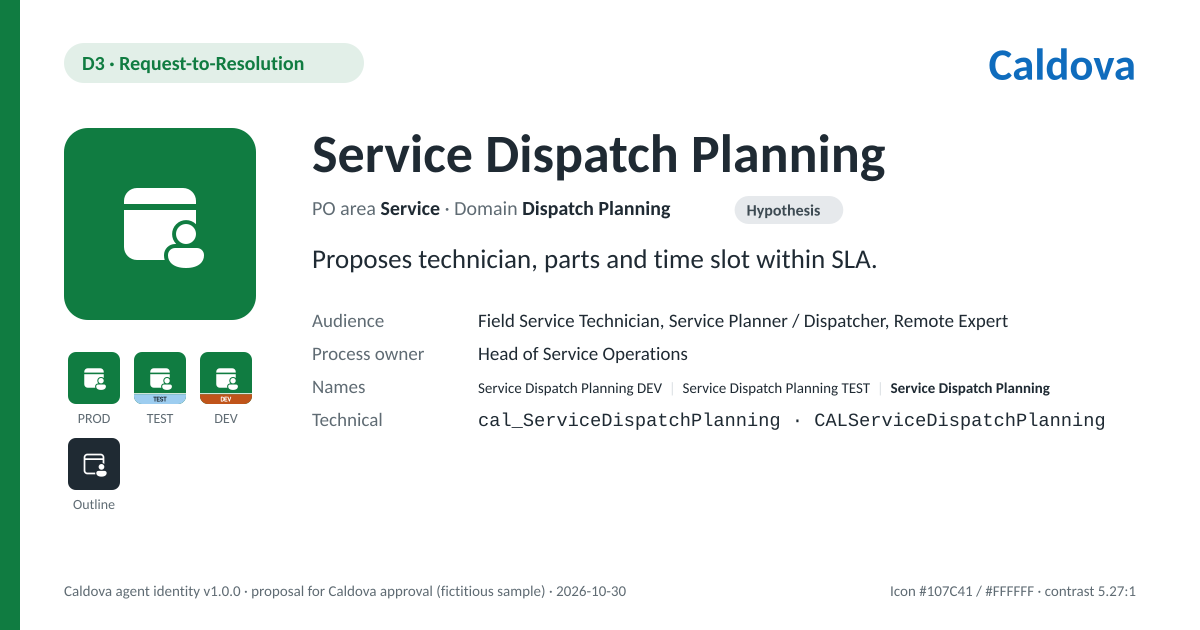 D3 · Request-to-Resolution
Caldova
Service Dispatch Planning
PO area Service · Domain Dispatch Planning
Hypothesis
Proposes technician, parts and time slot within SLA.
Audience Field Service Technician, Service Planner / Dispatcher, Remote Expert
Process owner Head of Service Operations
Names Service Dispatch Planning DEV | Service Dispatch Planning TEST | Service Dispatch Planning
Technical cal_ServiceDispatchPlanning · CALServiceDispatchPlanning
TEST
DEV
PROD TEST DEV
Outline
Caldova agent identity v1.0.0 · proposal for Caldova approval (fictitious sample) · 2026-10-30
Icon #107C41 / #FFFFFF · contrast 5.27:1